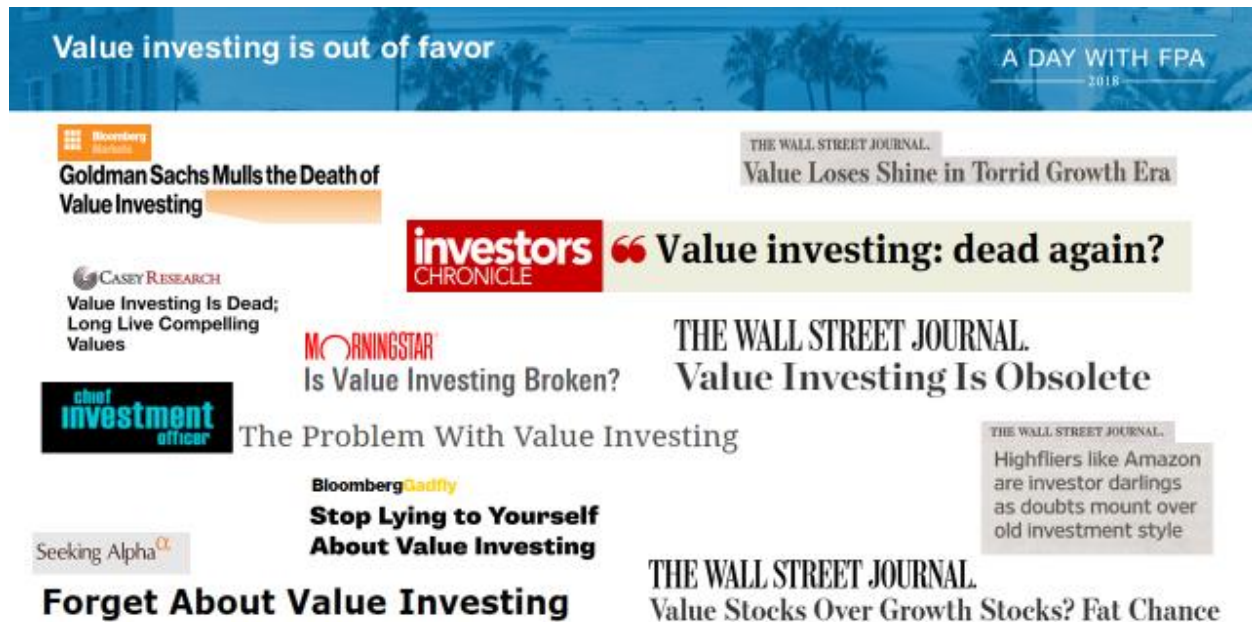 Value investing is out of favor
A DAY WITH FPA
2018
Bloomberg
Markets
Goldman Sachs Mulls the Death of
Value Investing
THE WALL STREET JOURNAL.
Value Loses Shine in Torrid Growth Era
investors
CHRONICLE
“ Value investing: dead again?
CASEY RESEARCH
Value Investing Is Dead;
Long Live Compelling
Values
MORNINGSTAR
Is Value Investing Broken?
THE WALL STREET JOURNAL.
Value Investing Is Obsolete
chief
investment
officer
The Problem With Value Investing
THE WALL STREET JOURNAL.
Highfliers like Amazon
are investor darlings
as doubts mount over
old investment style
BloombergGadfly
Stop Lying to Yourself
About Value Investing
Seeking Alphaα
Forget About Value Investing
THE WALL STREET JOURNAL.
Value Stocks Over Growth Stocks? Fat Chance